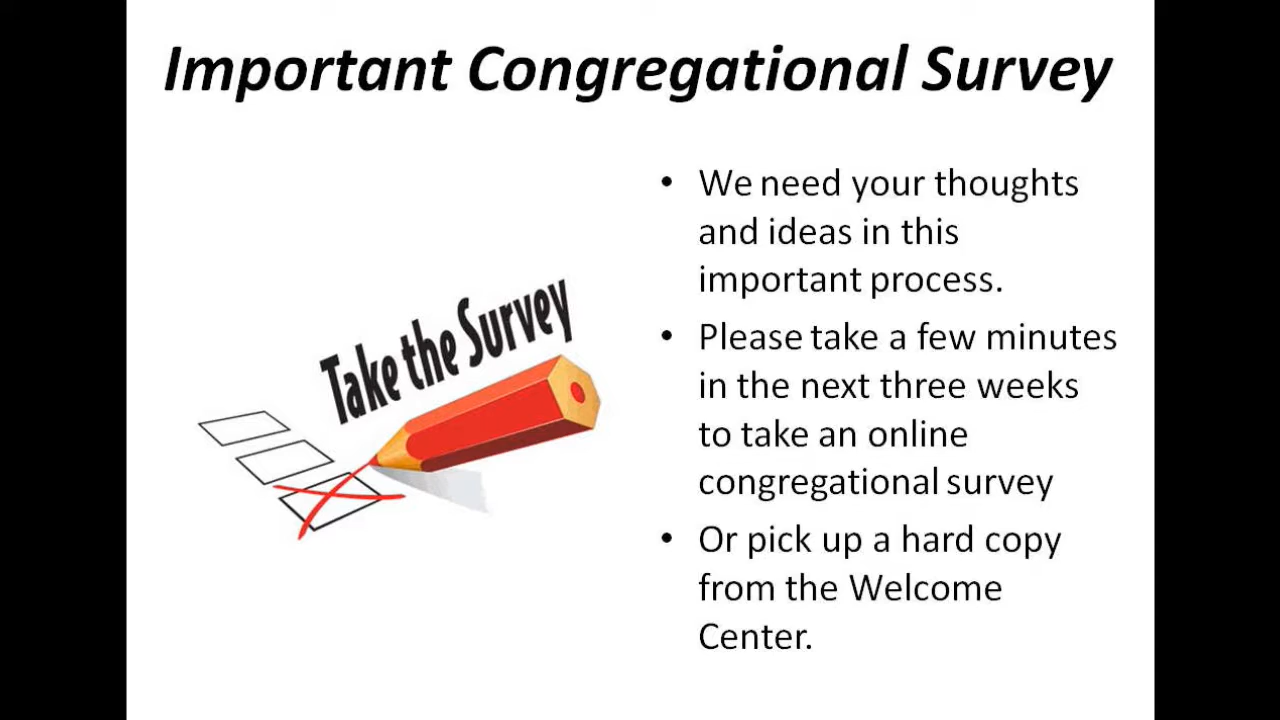 Important Congregational Survey
Take the Survey
• We need your thoughts
and ideas in this
important process.
• Please take a few minutes
in the next three weeks
to take an online
congregational survey
• Or pick up a hard copy
from the Welcome
Center.